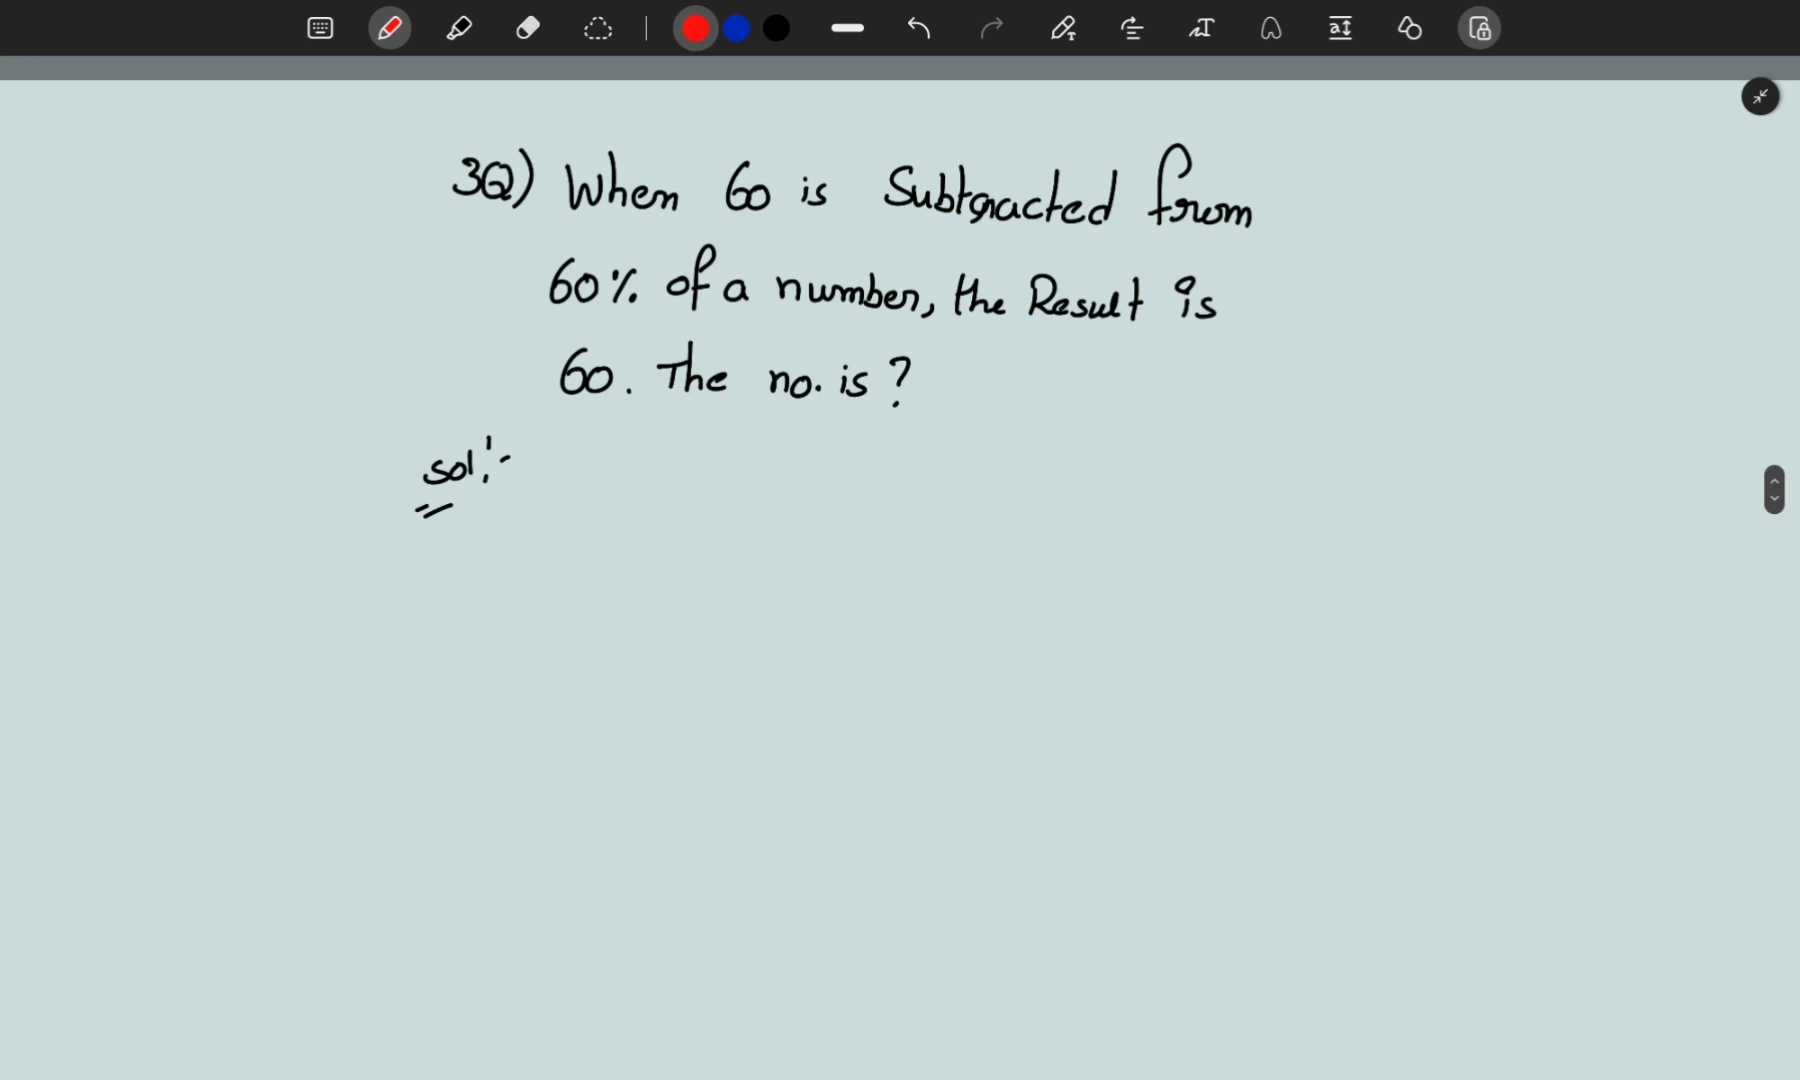 3Q) When 60 is Subtracted from
60% of a number, the Result is
60. The no. is ?
sol:-